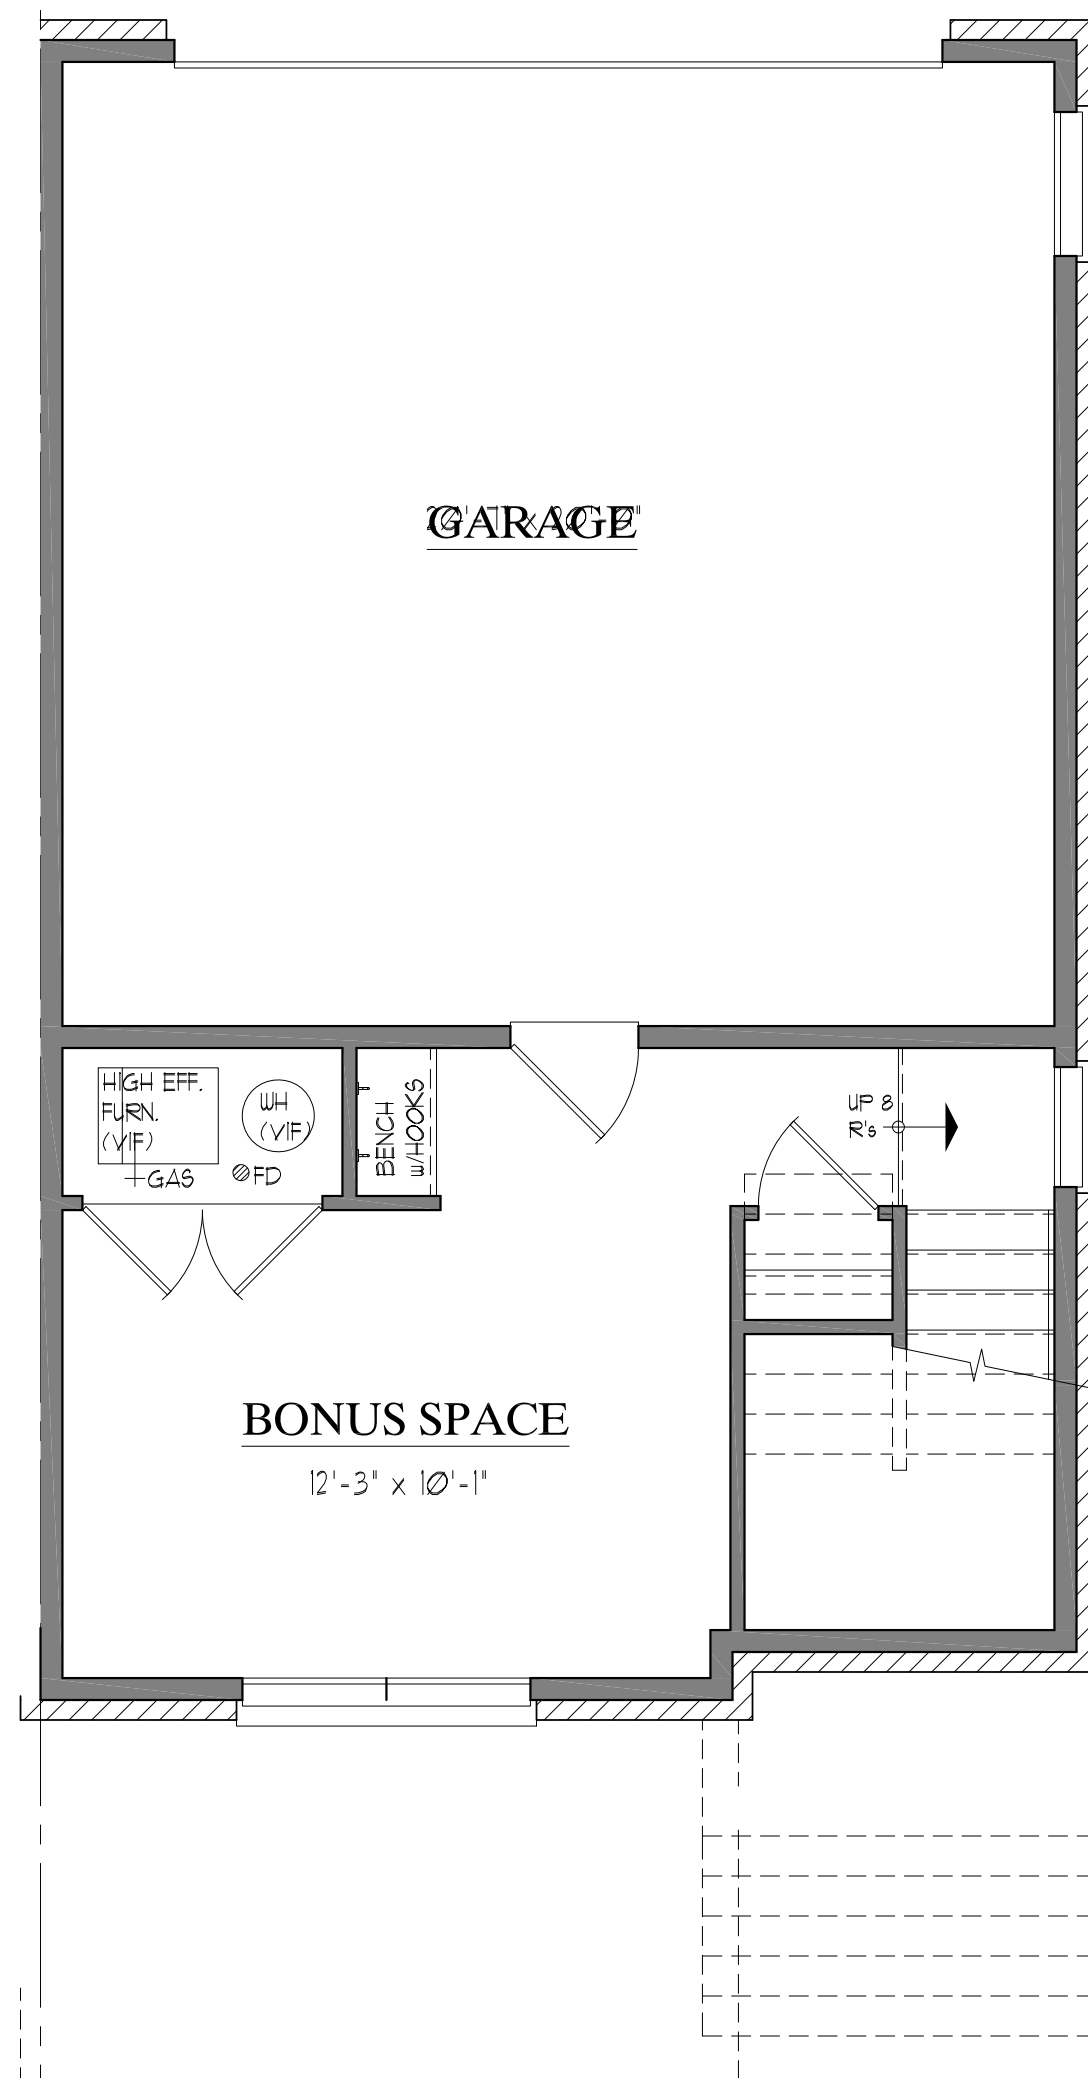 GARAGE
HIGH EFF.
FURN.
(VIF)
WH
(VIF)
GAS
FD
BENCH
w/HOOKS
UP 8
R's
BONUS SPACE
12'-3" x 10'-1"